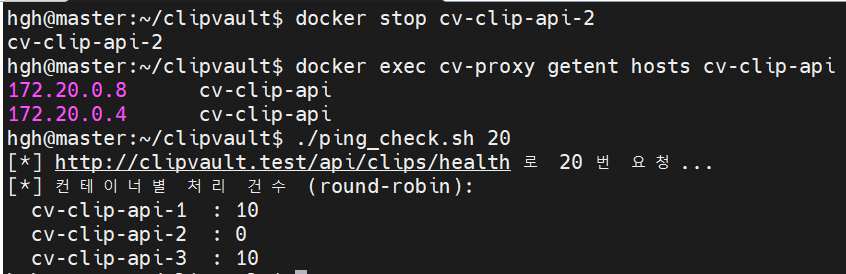 hgh@master:~/clipvault$ docker stop cv-clip-api-2
cv-clip-api-2
hgh@master:~/clipvault$ docker exec cv-proxy getent hosts cv-clip-api
172.20.0.8      cv-clip-api
172.20.0.4      cv-clip-api
hgh@master:~/clipvault$ ./ping_check.sh 20
[*] http://clipvault.test/api/clips/health 로 20 번 요청...
[*] 컨테이너별 처리 건수 (round-robin):
  cv-clip-api-1  : 10
  cv-clip-api-2  : 0
  cv-clip-api-3  : 10